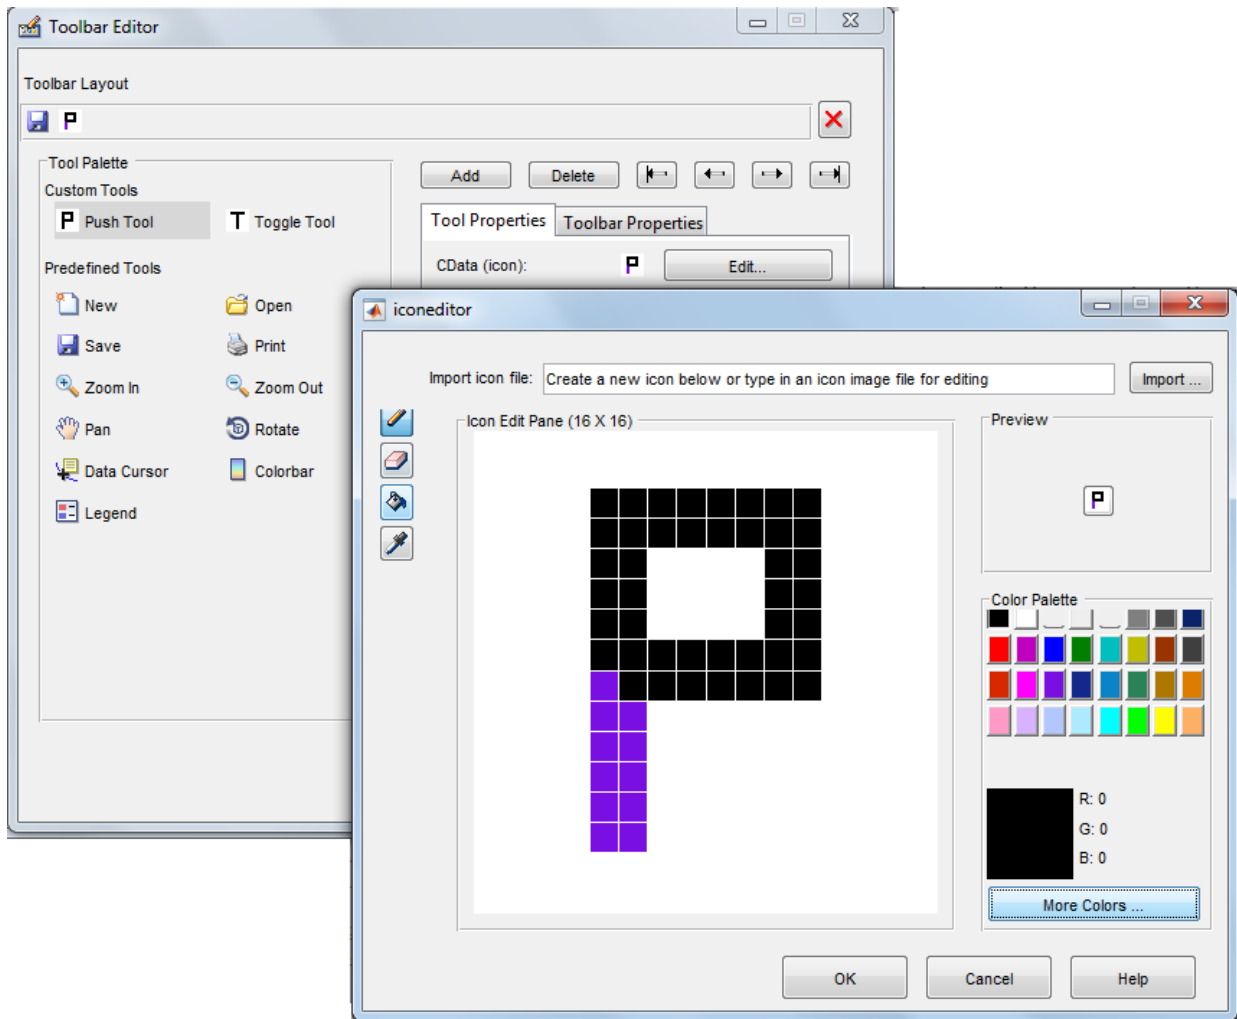 Toolbar Editor
Toolbar Layout
P
Tool Palette
Custom Tools
P Push Tool
T Toggle Tool
Predefined Tools
New
Open
Save
Print
Zoom In
Zoom Out
Pan
Rotate
Data Cursor
Colorbar
Legend
Add
Delete
Tool Properties
Toolbar Properties
CData (icon):
P
Edit...
iconeditor
Import icon file:
Create a new icon below or type in an icon image file for editing
Import ...
Icon Edit Pane (16 X 16)
P
Preview
P
Color Palette
R: 0
G: 0
B: 0
More Colors ...
OK
Cancel
Help